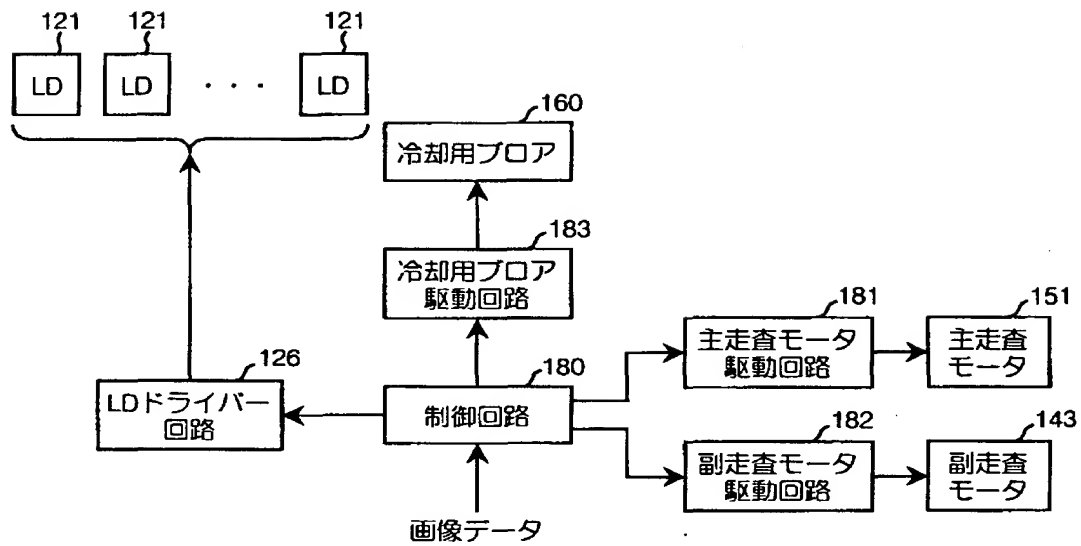 121 121 121
LD LD ・・・ LD
160
冷却用ブロア
183
冷却用ブロア
駆動回路
181
主走査モータ
駆動回路
151
主走査
モータ
126
LDドライバー
回路
180
制御回路
182
副走査モータ
駆動回路
143
副走査
モータ
画像データ